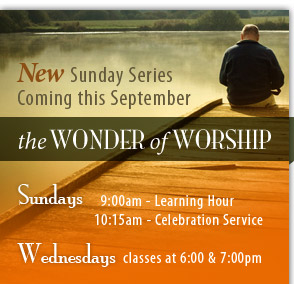 New Sunday Series
Coming this September
the WONDER of WORSHIP
Sundays 9:00am - Learning Hour
10:15am - Celebration Service
Wednesdays classes at 6:00 & 7:00pm